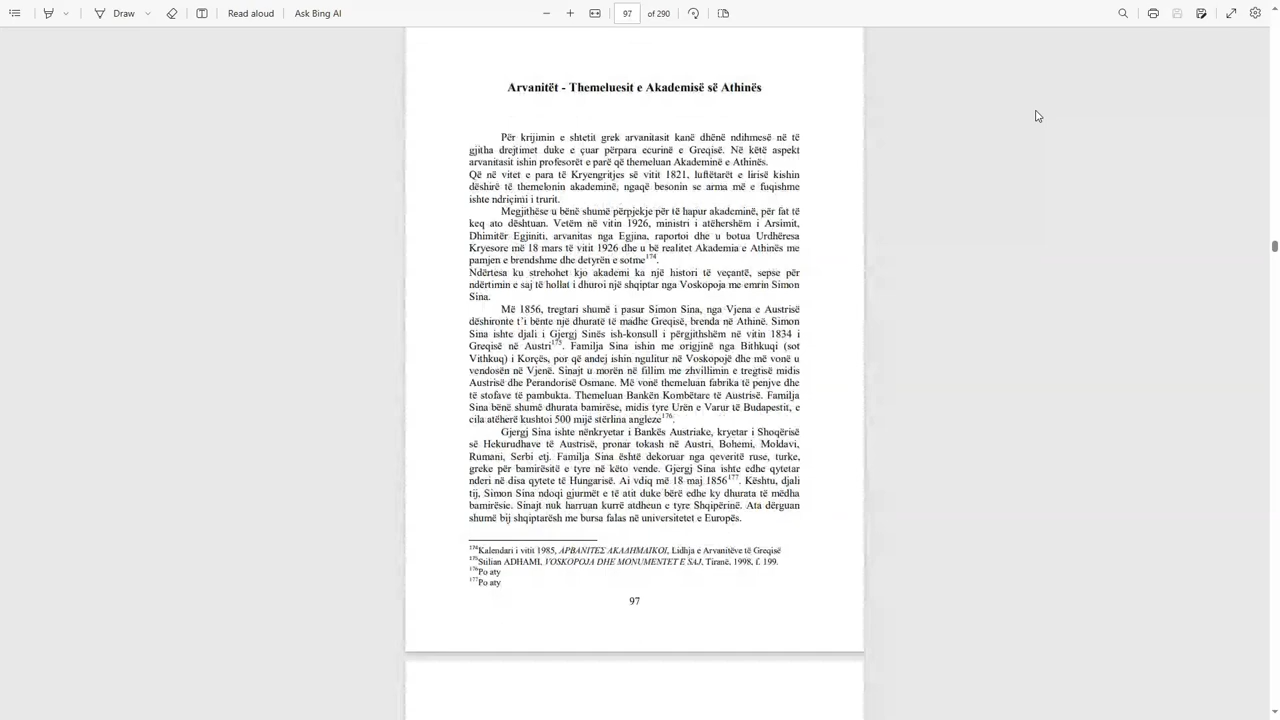 Draw
Read aloud
Ask Bing AI
97
of 290
Arvanitët - Themeluesit e Akademisë së Athinës
Për krijimin e shtetit grek arvanitasit kanë dhënë ndihmesë në të
gjitha drejtimet duke e çuar përpara ecurinë e Greqisë. Në këtë aspekt
arvanitasit ishin profesorët e parë që themeluan Akademinë e Athinës.
Që në vitet e para të Kryengritjes së vitit 1821, luftëtarët e lirisë kishin
dëshirë të themelonin akademinë, ngaqë besonin se arma më e fuqishme
ishte ndriçimi i trurit.
Megjithëse u bënë shumë përpjekje për të hapur akademinë, për fat të
keq ato dështuan. Vetëm në vitin 1926, ministri i atëhershëm i Arsimit,
Dhimitër Egjiniti, arvanitas nga Egjina, raportoi dhe u botua Urdhëresa
Kryesore më 18 mars të vitit 1926 dhe u bë realitet Akademia e Athinës me
pamjen e brendshme dhe detyrën e sotme174.
Ndërtesa ku strehohet kjo akademi ka një histori të veçantë, sepse për
ndërtimin e saj të hollat i dhuroi një shqiptar nga Voskopoja me emrin Simon
Sina.
Më 1856, tregtari shumë i pasur Simon Sina, nga Vjena e Austrisë
dëshironte t'i bënte një dhuratë të madhe Greqisë, brenda në Athinë. Simon
Sina ishte djali i Gjergj Sinës ish-konsull i përgjithshëm në vitin 1834 i
Greqisë në Austri175. Familja Sina ishin me origjinë nga Bithkuqi (sot
Vithkuq) i Korçës, por që andej ishin ngulitur në Voskopojë dhe më vonë u
vendosën në Vjenë. Sinajt u morën në fillim me zhvillimin e tregtisë midis
Austrisë dhe Perandorisë Osmane. Më vonë themeluan fabrika të penjve dhe
të stofave të pambukta. Themeluan Bankën Kombëtare të Austrisë. Familja
Sina bënë shumë dhurata bamirëse, midis tyre Urën e Varur të Budapestit, e
cila atëherë kushtoi 500 mijë stërlina angleze176.
Gjergj Sina ishte nënkryetar i Bankës Austriake, kryetar i Shoqërisë
së Hekurudhave të Austrisë, pronar tokash në Austri, Bohemi, Moldavi,
Rumani, Serbi etj. Familja Sina është dekoruar nga qeveritë ruse, turke,
greke për bamirësitë e tyre në këto vende. Gjergj Sina ishte edhe qytetar
nderi në disa qytete të Hungarisë. Ai vdiq më 18 maj 1856177. Kështu, djali
tij, Simon Sina ndoqi gjurmët e të atit duke bërë edhe ky dhurata të mëdha
bamirësie. Sinajt nuk harruan kurrë atdheun e tyre Shqipërinë. Ata dërguan
shumë bij shqiptarësh me bursa falas në universitetet e Europës.
174Kalendari i vitit 1985, ΑΡΒΑΝΙΤΕΣ ΑΚΑΔΗΜΑΪΚΟΙ, Lidhja e Arvanitëve të Greqisë
175Stilian ADHAMI, VOSKOPOJA DHE MONUMENTET E SAJ, Tiranë, 1998, f. 199.
176Po aty
177Po aty
97